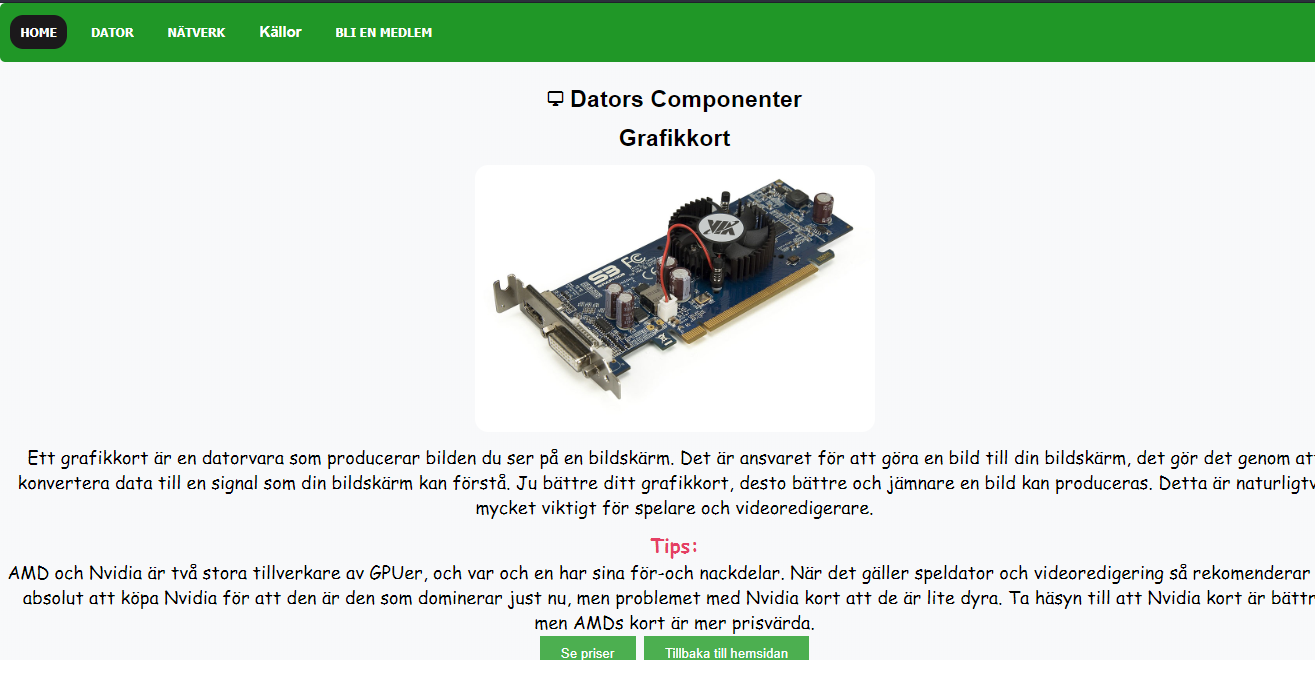 HOME DATOR NÄTVERK Källor BLI EN MEDLEM
Dators Componenter
Grafikkort
VIA
S3
FC CE
Ett grafikkort är en datorvara som producerar bilden du ser på en bildskärm. Det är ansvaret för att göra en bild till din bildskärm, det gör det genom at
konvertera data till en signal som din bildskärm kan förstå. Ju bättre ditt grafikkort, desto bättre och jämnare en bild kan produceras. Detta är naturligtv
mycket viktigt för spelare och videoredigerare.
Tips:
AMD och Nvidia är två stora tillverkare av GPUer, och var och en har sina för-och nackdelar. När det gäller speldator och videoredigering så rekomenderar
absolut att köpa Nvidia för att den är den som dominerar just nu, men problemet med Nvidia kort att de är lite dyra. Ta häsyn till att Nvidia kort är bättr
men AMDs kort är mer prisvärda.
Se priser Tillbaka till hemsidan